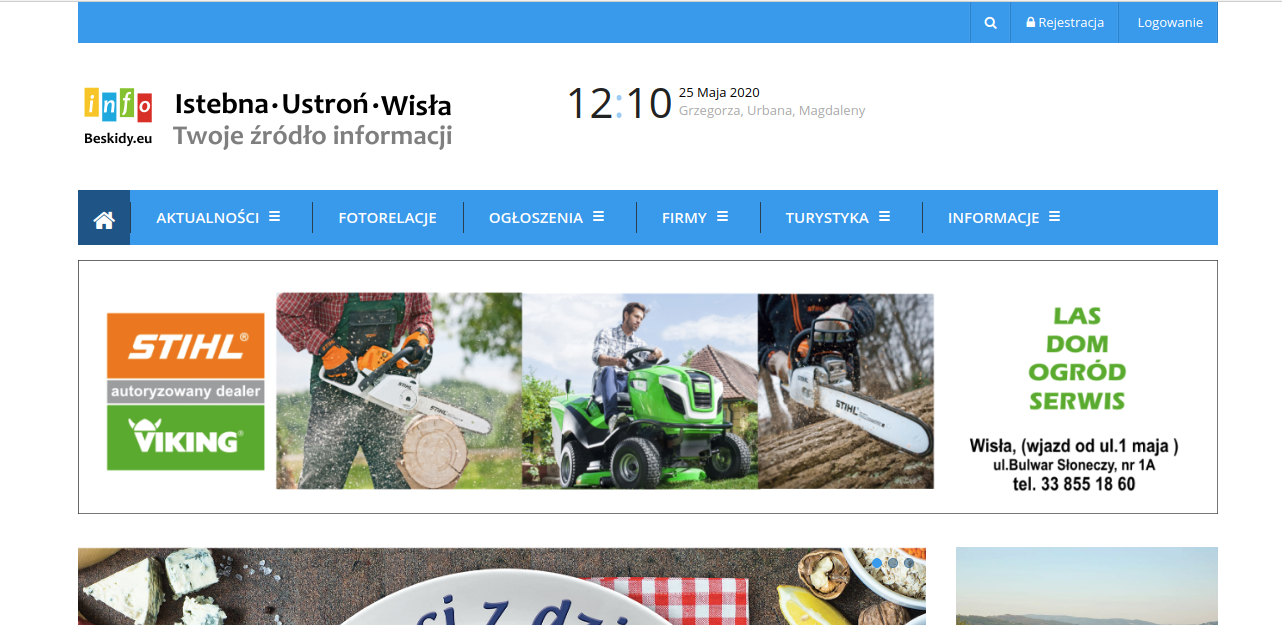 Rejestracja
Logowanie
info
Beskidy.eu
Istebna·Ustroń·Wisła
Twoje źródło informacji
12:10
25 Maja 2020
Grzegorza, Urbana, Magdaleny
AKTUALNOŚCI
FOTORELACJE
OGŁOSZENIA
FIRMY
TURYSTYKA
INFORMACJE
STIHL®
autoryzowany dealer
VIKING®
STIHL
STIHL
LAS
DOM
OGRÓD
SERWIS
Wisła, (wjazd od ul.1 maja )
ul.Bulwar Słoneczy, nr 1A
tel. 33 855 18 60